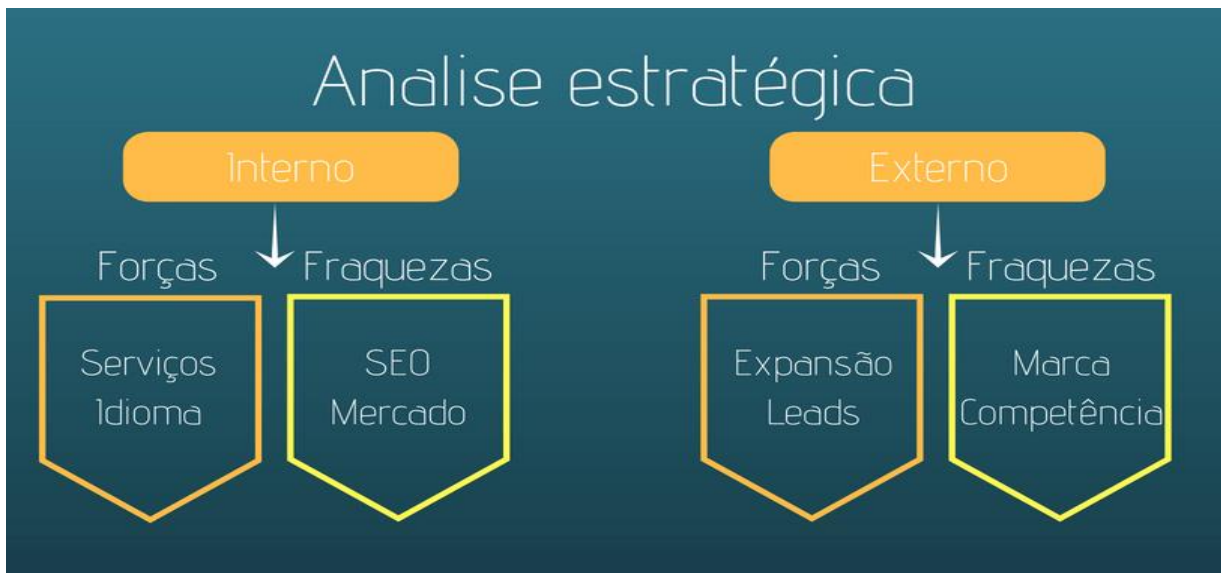 Analise estratégica
Interno
Forças
Fraquezas
Serviços
Idioma
SEO
Mercado
Externo
Forças
Fraquezas
Expansão
Leads
Marca
Competência